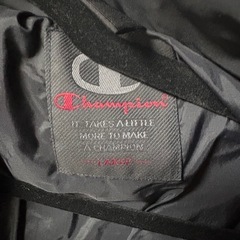 Champion
IT TAKES A LITTLE
MORE TO MAKE
A CHAMPION